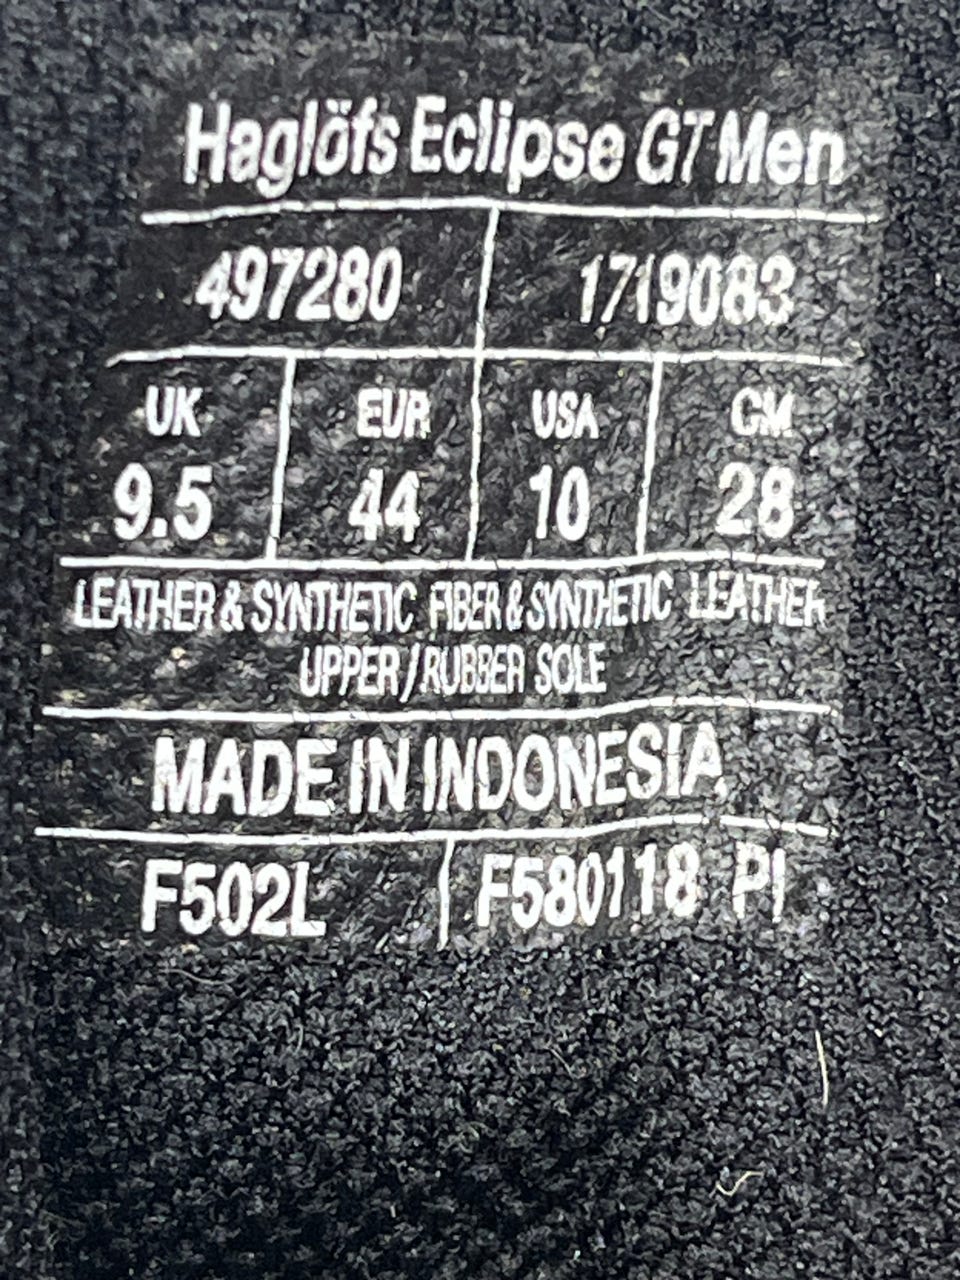 Haglöfs Eclipse GT Men
497280 1719083
UK EUR USA CM
9.5 44 10 28
LEATHER & SYNTHETIC FIBER & SYNTHETIC LEATHER
UPPER / RUBBER SOLE
MADE IN INDONESIA
F502L F580118 PI